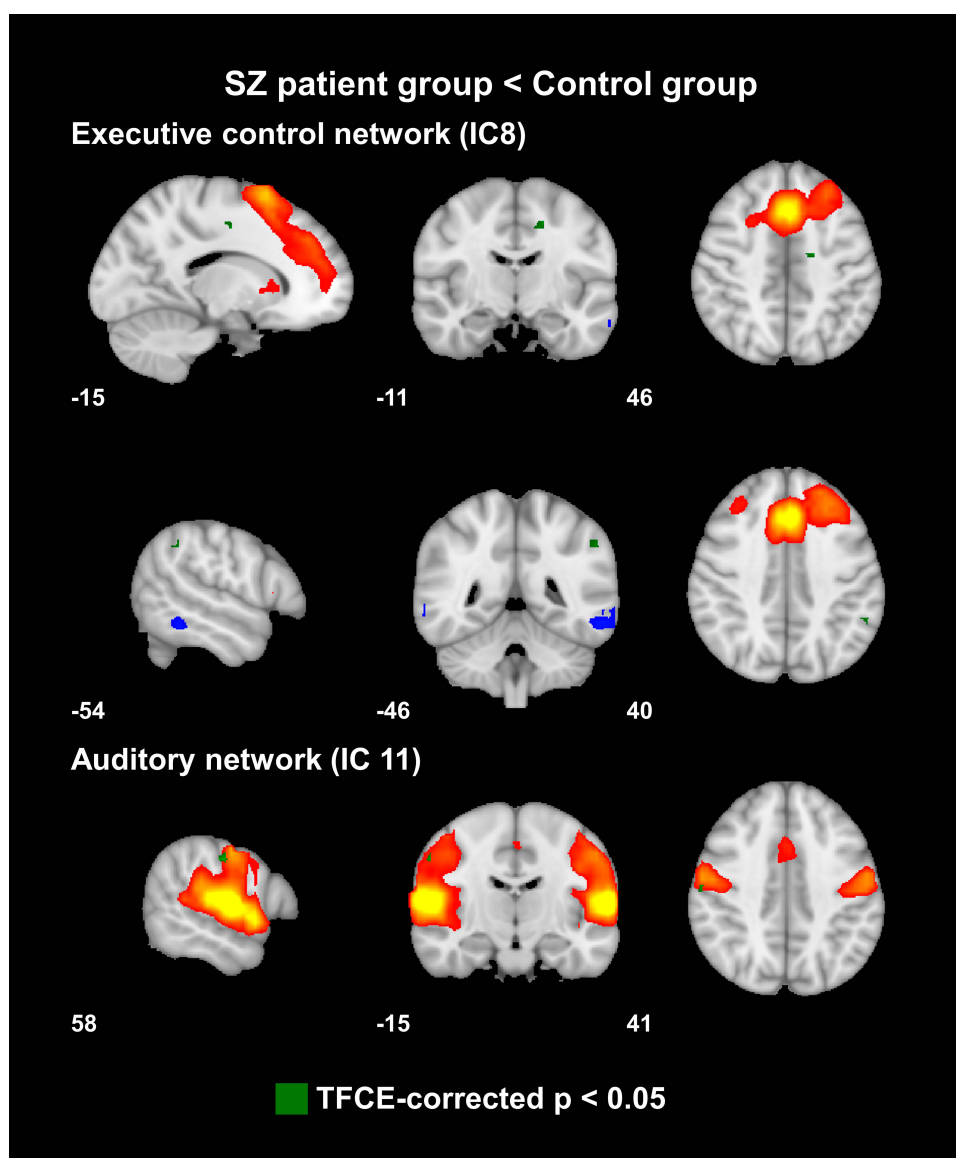 SZ patient group < Control group
Executive control network (IC8)
-15 -11 46
-54 -46 40
Auditory network (IC 11)
58 -15 41
TFCE-corrected p < 0.05